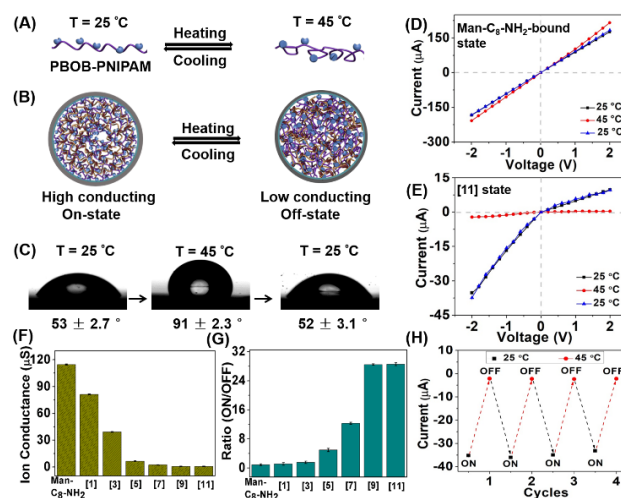 (A) T = 25 °C Heating T = 45 °C
Cooling
PBOB-PNIPAM
(B)
Heating
Cooling
High conducting Low conducting
On-state Off-state
(C) T = 25 °C T = 45 °C T = 25 °C
53 ± 2.7 ° 91 ± 2.3 ° 52 ± 3.1 °
(D)
Man-C8-NH2-bound
state
Current (μA)
150
0
-150
-300
25 °C
45 °C
25 °C
-2 -1 0 1 2
Voltage (V)
(E)
[11] state
Current (μA)
15
0
-15
-30
-45
25 °C
45 °C
25 °C
-2 -1 0 1 2
Voltage (V)
(F)
Ion Conductance (μS)
120
90
60
30
0
Man- [1] [3] [5] [7] [9] [11]
C8-NH2
(G)
Ratio (ON/OFF)
28
21
14
7
0
Man- [1] [3] [5] [7] [9] [11]
C8-NH2
(H)
25 °C 45 °C
Current (μA)
10
0
-10
-20
-30
-40
OFF OFF OFF OFF
ON ON ON ON
1 2 3 4
Cycles